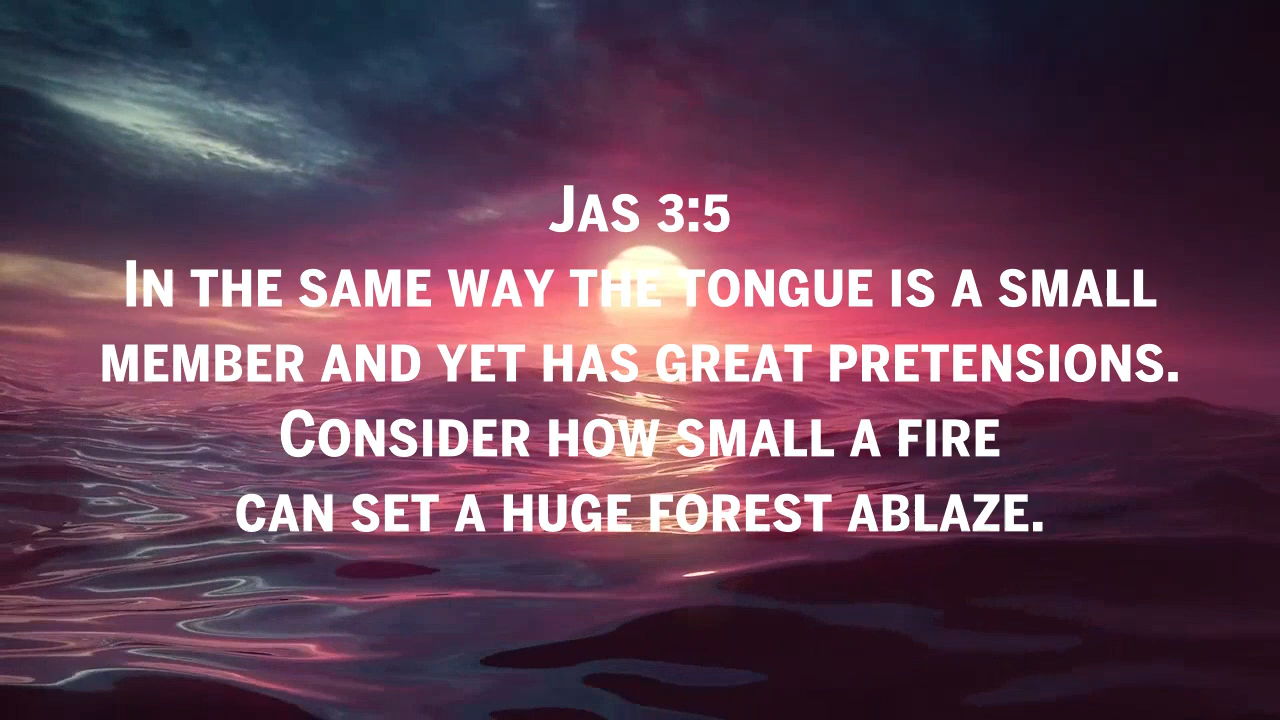 Jas 3:5
In the same way the tongue is a small
member and yet has great pretensions.
Consider how small a fire
can set a huge forest ablaze.